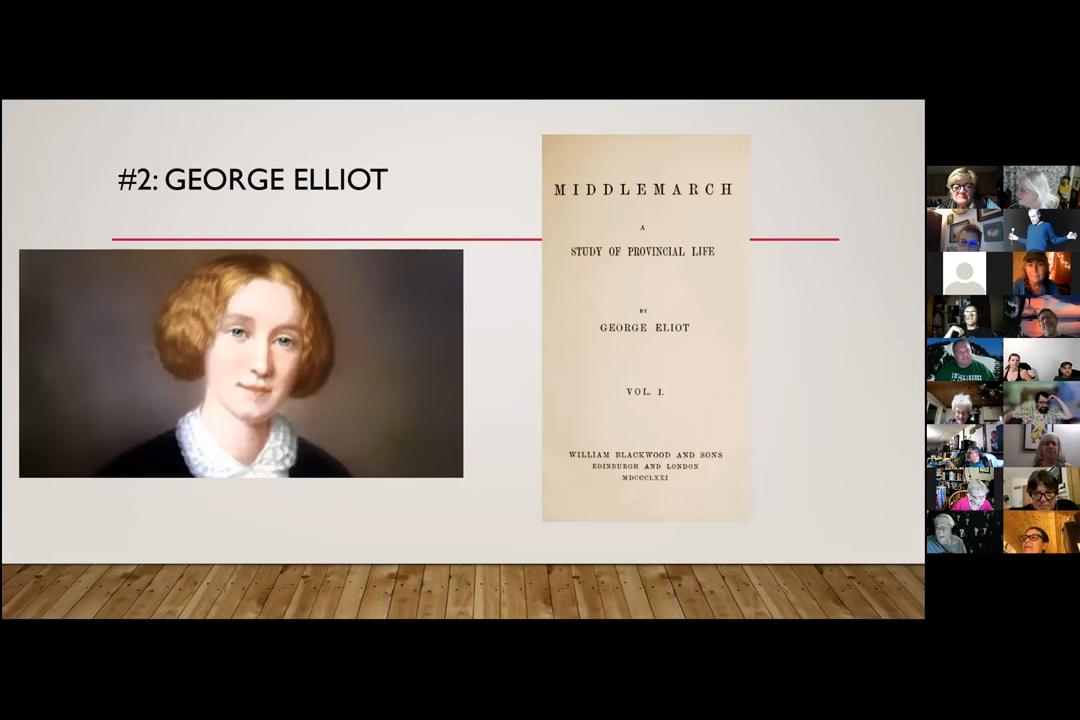 #2: GEORGE ELLIOT
MIDDLEMARCH
A
STUDY OF PROVINCIAL LIFE
BY
GEORGE ELIOT
VOL. I.
WILLIAM BLACKWOOD AND SONS
EDINBURGH AND LONDON
MDCCCLXXI